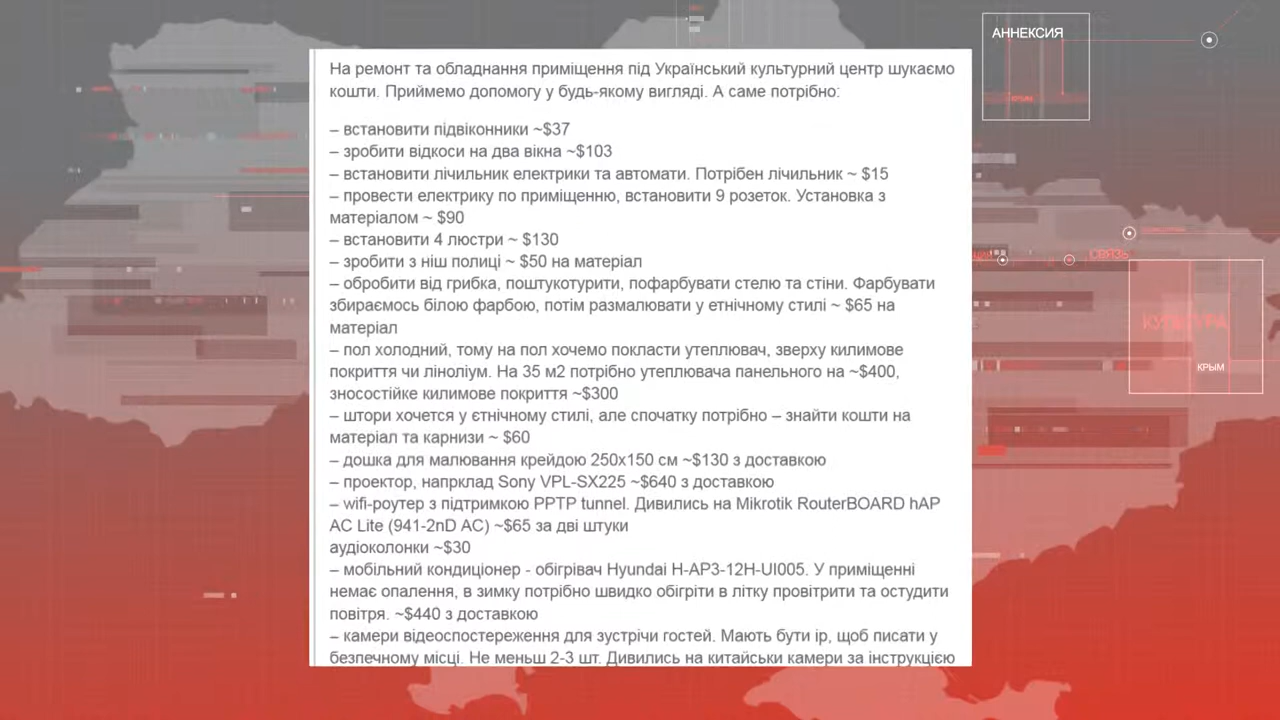 АННЕКСИЯ
На ремонт та обладнання приміщення під Український культурний центр шукаємо
кошти. Приймемо допомогу у будь-якому вигляді. А саме потрібно:
– встановити підвіконники ~$37
– зробити відкоси на два вікна ~$103
– встановити лічильник електрики та автомати. Потрібен лічильник ~ $15
– провести електрику по приміщенню, встановити 9 розеток. Установка з
матеріалом ~ $90
– встановити 4 люстри ~ $130
– зробити з ніш полиці ~ $50 на матеріал
– обробити від грибка, поштукотурити, пофарбувати стелю та стіни. Фарбувати
збираємось білою фарбою, потім размалювати у етнічному стилі ~ $65 на
матеріал
– пол холодний, тому на пол хочемо покласти утеплювач, зверху килимове
покриття чи ліноліум. На 35 м2 потрібно утеплювача панельного на ~$400,
зносостійке килимове покриття ~$300
– штори хочется у єтнічному стилі, але спочатку потрібно – знайти кошти на
матеріал та карнизи ~ $60
– дошка для малювання крейдою 250х150 см ~$130 з доставкою
– проектор, напрклад Sony VPL-SX225 ~$640 з доставкою
– wifi-роутер з підтримкою PPTP tunnel. Дивились на Mikrotik RouterBOARD hAP
AC Lite (941-2nD AC) ~$65 за дві штуки
аудіоколонки ~$30
– мобільний кондиціонер - обігрівач Hyundai H-AP3-12H-UI005. У приміщенні
немає опалення, в зимку потрібно швидко обігріти в літку провітрити та остудити
повітря. ~$440 з доставкою
– камери відеоспостереження для зустрічи гостей. Мають бути ip, щоб писати у
безпечному місці. Не меньш 2-3 шт. Дивились на китайськи камери за інструкцією
СВЯЗЬ
КУЛЬТУРА
КРЫМ